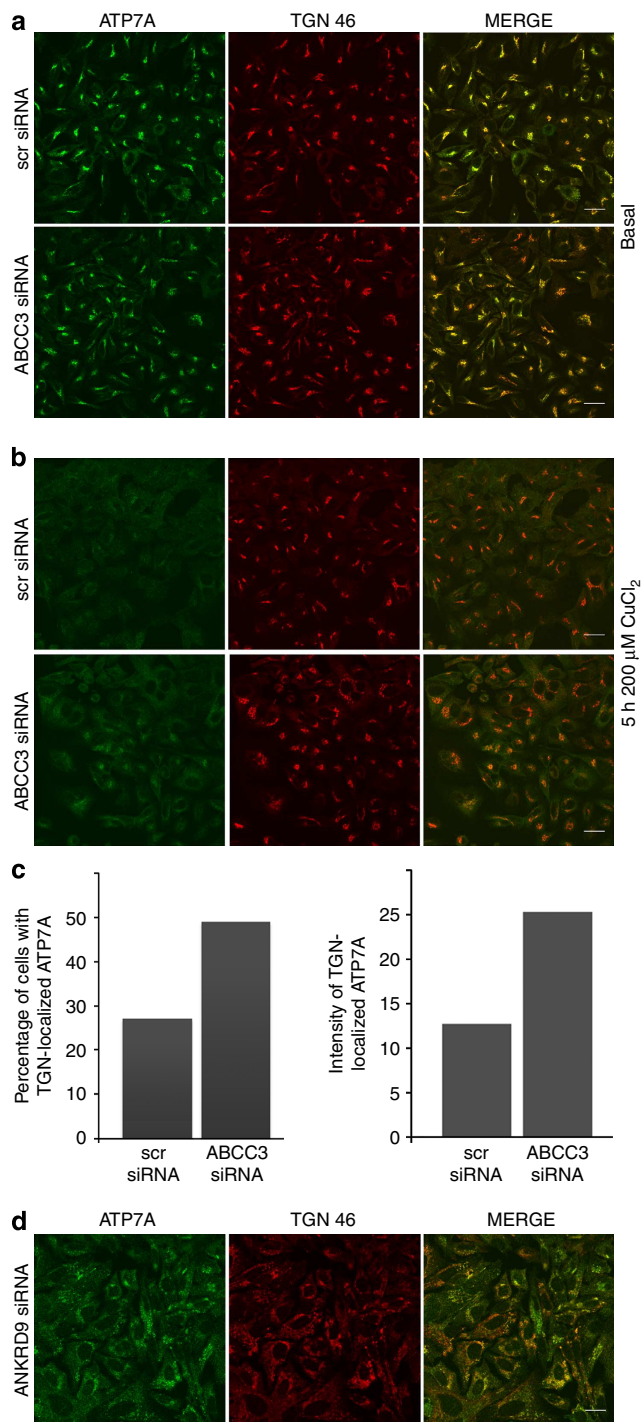 a
ATP7A TGN 46 MERGE
scr siRNA
ABCC3 siRNA
Basal
b
scr siRNA
ABCC3 siRNA
5 h 200 µM CuCl₂
c
Percentage of cells with
TGN-localized ATP7A
50
40
30
20
10
0
scr
siRNA
ABCC3
siRNA
Intensity of TGN-
localized ATP7A
25
20
15
10
5
0
scr
siRNA
ABCC3
siRNA
d
ATP7A TGN 46 MERGE
ANKRD9 siRNA